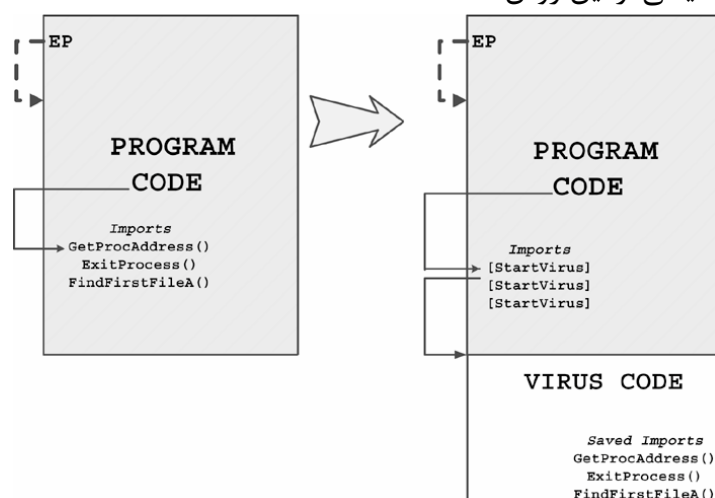 EP
PROGRAM
CODE
Imports
GetProcAddress()
ExitProcess()
FindFirstFileA()
EP
PROGRAM
CODE
Imports
[StartVirus]
[StartVirus]
[StartVirus]
VIRUS CODE
Saved Imports
GetProcAddress()
ExitProcess()
FindFirstFileA()